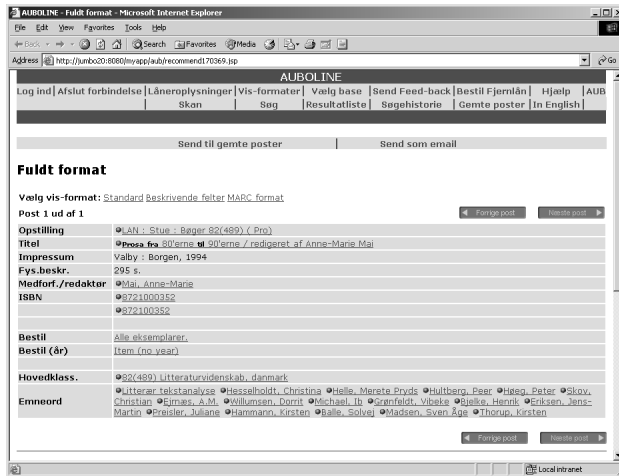 AUBOLINE - Fuldt format - Microsoft Internet Explorer
File Edit View Favorites Tools Help
Back Search Favorites Media
Address http://jumbo20:8080/myapp/aub/recommend170369.jsp Go
AUBOLINE
Log ind | Afslut forbindelse | Låneroplysninger | Vis-formater | Vælg base | Send Feed-back | Bestil Fjernlån | Hjælp | AUB
Skan | Søg | Resultatliste | Søgehistorie | Gemte poster | In English
Send til gemte poster | Send som email
Fuldt format
Vælg vis-format: Standard Beskrivende felter MARC format
Post 1 ud af 1 Forrige post Næste post
Opstilling LAN : Stue : Bøger 82(489) ( Pro)
Titel Prosa fra 80'erne til 90'erne / redigeret af Anne-Marie Mai
Impressum Valby : Borgen, 1994
Fys.beskr. 295 s.
Medforf./redaktør Mai, Anne-Marie
ISBN 8721000352
8721000352
Bestil Alle eksemplarer.
Bestil (år) Item (no year)
Hovedklass. 82(489) Litteraturvidenskab, danmark
Emneord Litterær tekstanalyse Hesselholdt, Christina Helle, Merete Pryds Hultberg, Peer Høeg, Peter Skov,
Christian Ejrnæs, A.M. Willumsen, Dorrit Michael, Ib Grønfeldt, Vibeke Bjelke, Henrik Eriksen, Jens-
Martin Preisler, Juliane Hammann, Kirsten Balle, Solvej Madsen, Sven Åge Thorup, Kirsten
Forrige post Næste post
Local intranet